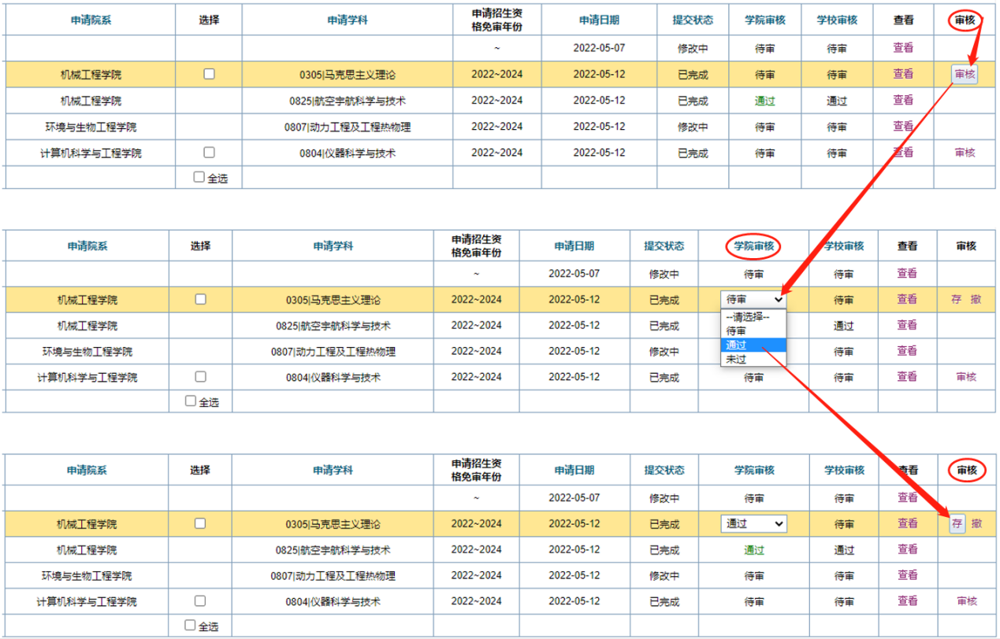 申请院系 选择 申请学科 申请招生资格免审年份 申请日期 提交状态 学院审核 学校审核 查看 审核
~ 2022-05-07 修改中 待审 待审 查看
机械工程学院 0305|马克思主义理论 2022~2024 2022-05-12 已完成 待审 待审 查看 审核
机械工程学院 0825|航空宇航科学与技术 2022~2024 2022-05-12 已完成 通过 通过 查看
环境与生物工程学院 0807|动力工程及工程热物理 2022~2024 2022-05-12 修改中 待审 待审 查看
计算机科学与工程学院 0804|仪器科学与技术 2022~2024 2022-05-12 已完成 待审 待审 查看 审核
全选
申请院系 选择 申请学科 申请招生资格免审年份 申请日期 提交状态 学院审核 学校审核 查看 审核
~ 2022-05-07 修改中 待审 待审 查看
机械工程学院 0305|马克思主义理论 2022~2024 2022-05-12 已完成 待审 待审 查看 存 撤
--请选择--
待审
通过
未过
机械工程学院 0825|航空宇航科学与技术 2022~2024 2022-05-12 已完成 通过 查看
环境与生物工程学院 0807|动力工程及工程热物理 2022~2024 2022-05-12 修改中 待审 查看
计算机科学与工程学院 0804|仪器科学与技术 2022~2024 2022-05-12 已完成 待审 待审 查看 审核
全选
申请院系 选择 申请学科 申请招生资格免审年份 申请日期 提交状态 学院审核 学校审核 查看 审核
~ 2022-05-07 修改中 待审 待审 查看
机械工程学院 0305|马克思主义理论 2022~2024 2022-05-12 已完成 通过 待审 查看 存 撤
机械工程学院 0825|航空宇航科学与技术 2022~2024 2022-05-12 已完成 通过 通过 查看
环境与生物工程学院 0807|动力工程及工程热物理 2022~2024 2022-05-12 修改中 待审 待审 查看
计算机科学与工程学院 0804|仪器科学与技术 2022~2024 2022-05-12 已完成 待审 待审 查看 审核
全选